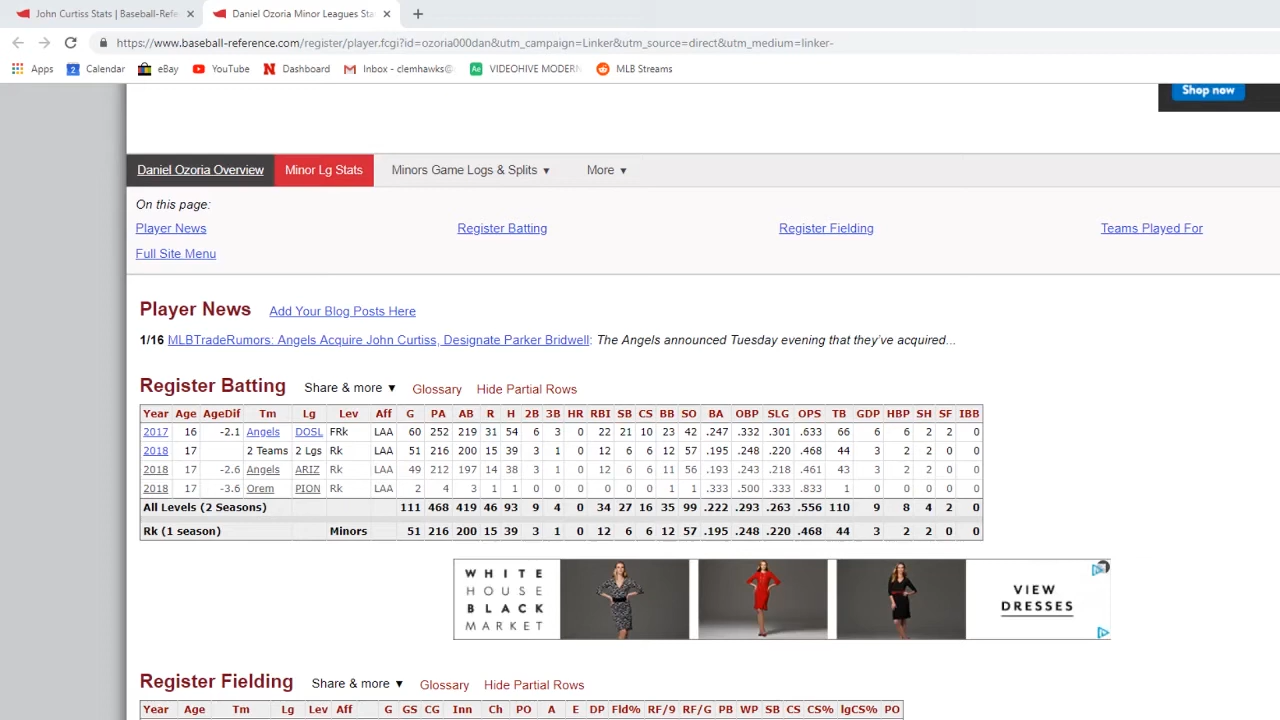 John Curtiss Stats | Baseball-Refe × Daniel Ozoria Minor Leagues Sta × +
https://www.baseball-reference.com/register/player.fcgi?id=ozoria000dan&utm_campaign=Linker&utm_source=direct&utm_medium=linker-
Apps 2 Calendar eBay YouTube N Dashboard M Inbox - clemhawks@ Ae VIDEOHIVE MODERN MLB Streams
Shop now
Daniel Ozoria Overview Minor Lg Stats Minors Game Logs & Splits ▼ More ▼
On this page:
Player News Register Batting Register Fielding Teams Played For
Full Site Menu
Player News Add Your Blog Posts Here
1/16 MLBTradeRumors: Angels Acquire John Curtiss, Designate Parker Bridwell: The Angels announced Tuesday evening that they've acquired...
Register Batting Share & more ▼ Glossary Hide Partial Rows
Year Age AgeDif Tm Lg Lev Aff G PA AB R H 2B 3B HR RBI SB CS BB SO BA OBP SLG OPS TB GDP HBP SH SF IBB
2017 16 -2.1 Angels DOSL FRk LAA 60 252 219 31 54 6 3 0 22 21 10 23 42 .247 .332 .301 .633 66 6 6 2 2 0
2018 17 2 Teams 2 Lgs Rk LAA 51 216 200 15 39 3 1 0 12 6 6 12 57 .195 .248 .220 .468 44 3 2 2 0 0
2018 17 -2.6 Angels ARIZ Rk LAA 49 212 197 14 38 3 1 0 12 6 6 11 56 .193 .243 .218 .461 43 3 2 2 0 0
2018 17 -3.6 Orem PION Rk LAA 2 4 3 1 1 0 0 0 0 0 0 1 1 .333 .500 .333 .833 1 0 0 0 0 0
All Levels (2 Seasons) 111 468 419 46 93 9 4 0 34 27 16 35 99 .222 .293 .263 .556 110 9 8 4 2 0
Rk (1 season) Minors 51 216 200 15 39 3 1 0 12 6 6 12 57 .195 .248 .220 .468 44 3 2 2 0 0
WHITE
HOUSE
BLACK
MARKET
VIEW
DRESSES
Register Fielding Share & more ▼ Glossary Hide Partial Rows
Year Age Tm Lg Lev Aff G GS CG Inn Ch PO A E DP Fld% RF/9 RF/G PB WP SB CS CS% lgCS% PO